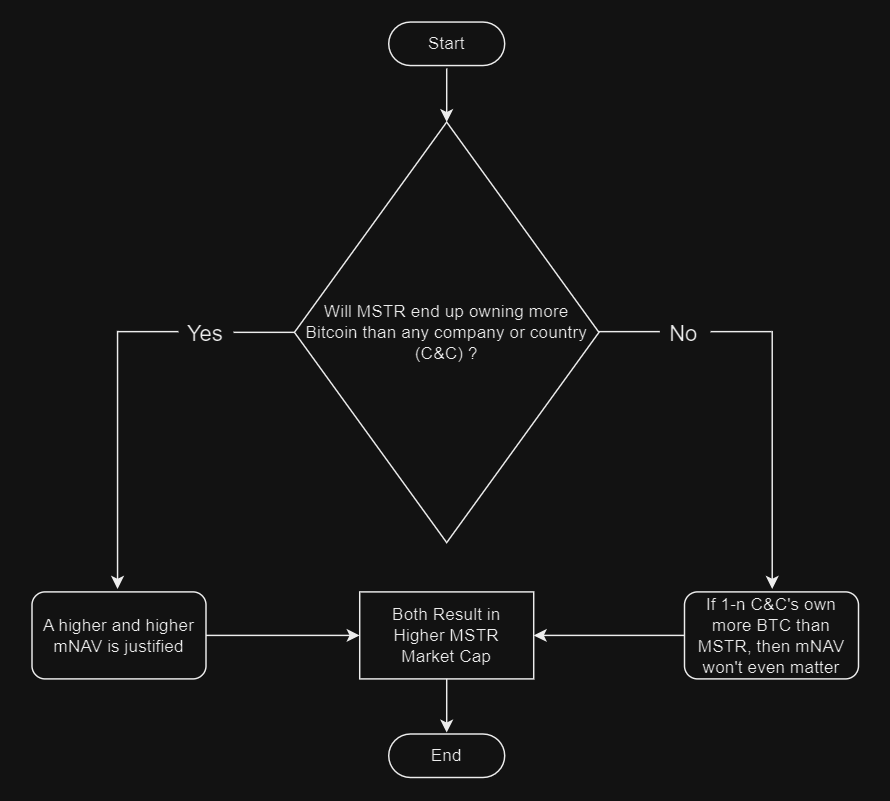 Start
Will MSTR end up owning more
Bitcoin than any company or country
(C&C) ?
Yes
No
A higher and higher
mNAV is justified
Both Result in
Higher MSTR
Market Cap
If 1-n C&C's own
more BTC than
MSTR, then mNAV
won't even matter
End